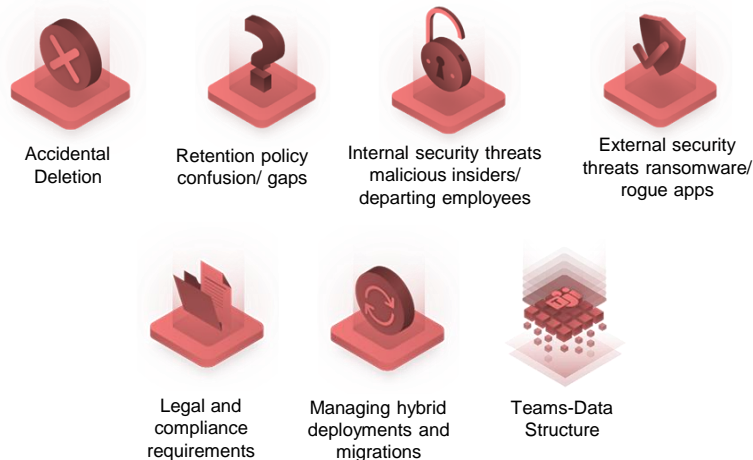 Accidental
Deletion
Retention policy
confusion/ gaps
Internal security threats
malicious insiders/
departing employees
External security
threats ransomware/
rogue apps
Legal and
compliance
requirements
Managing hybrid
deployments and
migrations
Teams-Data
Structure